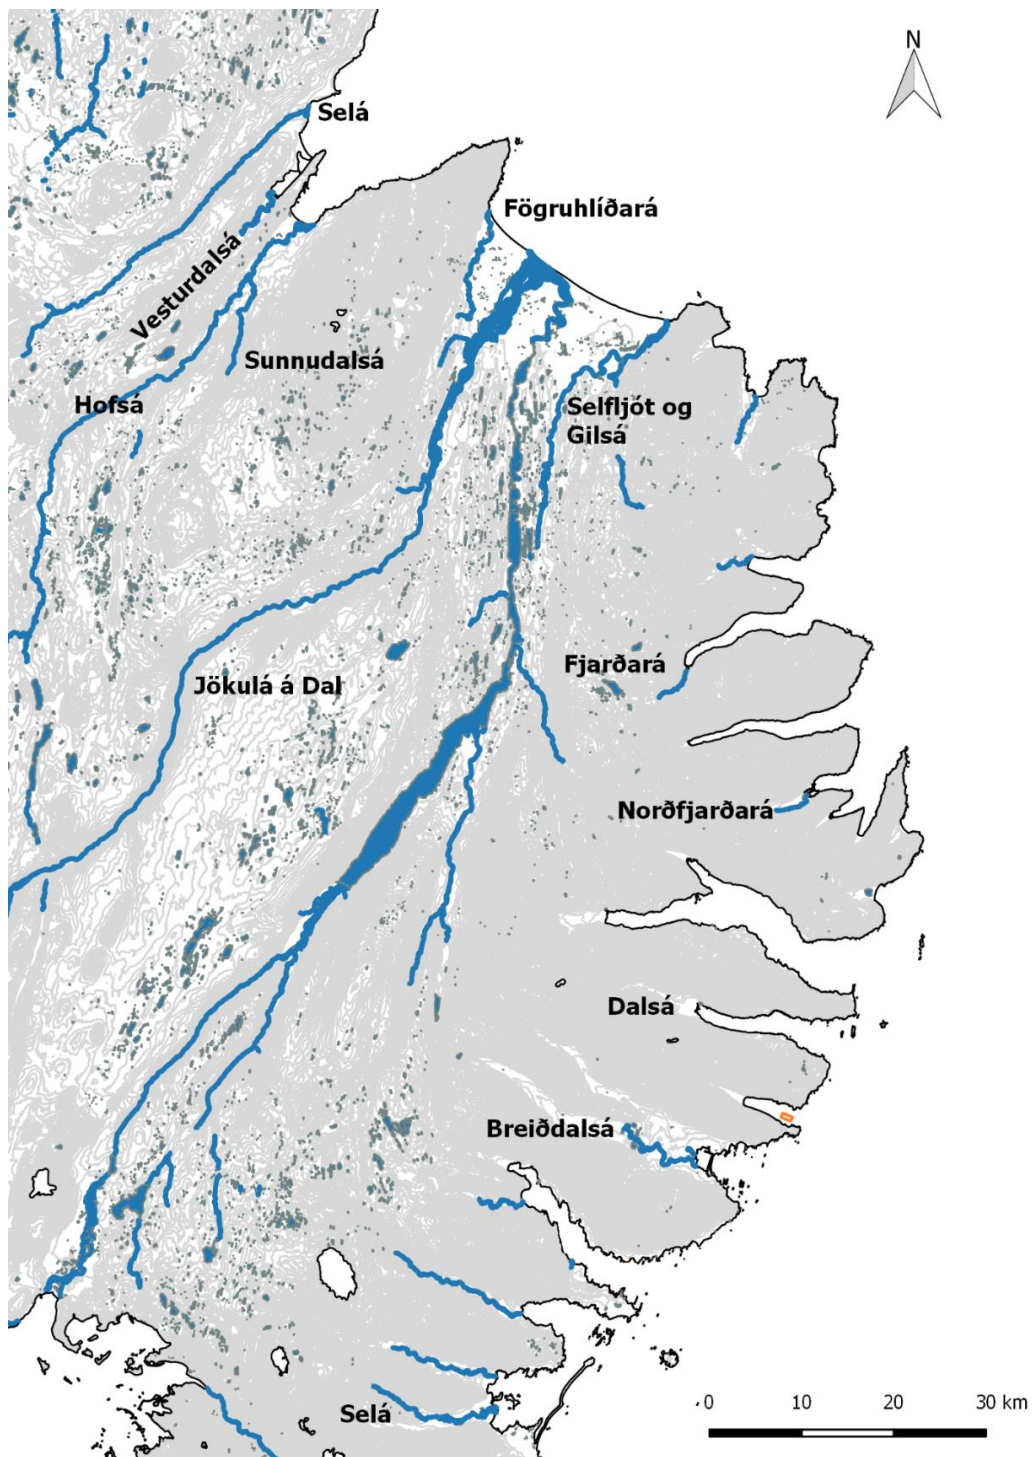 N
Selá
Fögruhlíðará
Vesturdalsá
Sunnudalsá
Hofsá
Selfljót og
Gilsá
Fjarðará
Jökulá á Dal
Norðfjarðará
Dalsá
Breiðdalsá
Selá
0 10 20 30 km